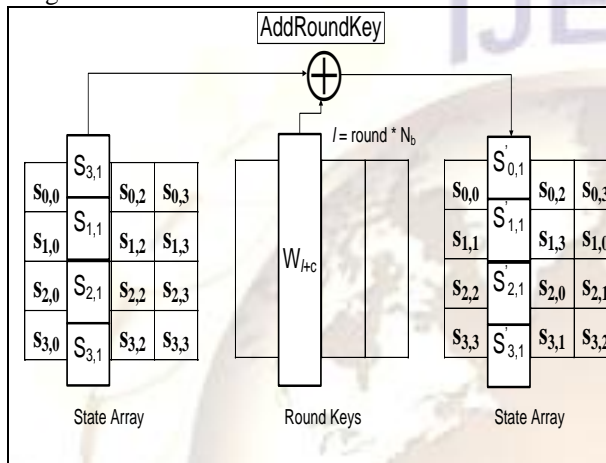 AddRoundKey
IJE
l = round * Nb
S3,1
S'0,1
S0,0 S0,2 S0,3
S0,0 S0,2 S0,3
S1,1
S'1,1
S1,0 S1,2 S1,3
S1,1 S1,3 S1,0
Wl+c
S2,1
S'2,1
S2,0 S2,2 S2,3
S2,2 S2,0 S2,1
S3,1
S'3,1
S3,0 S3,2 S3,3
S3,3 S3,1 S3,2
State Array
Round Keys
State Array